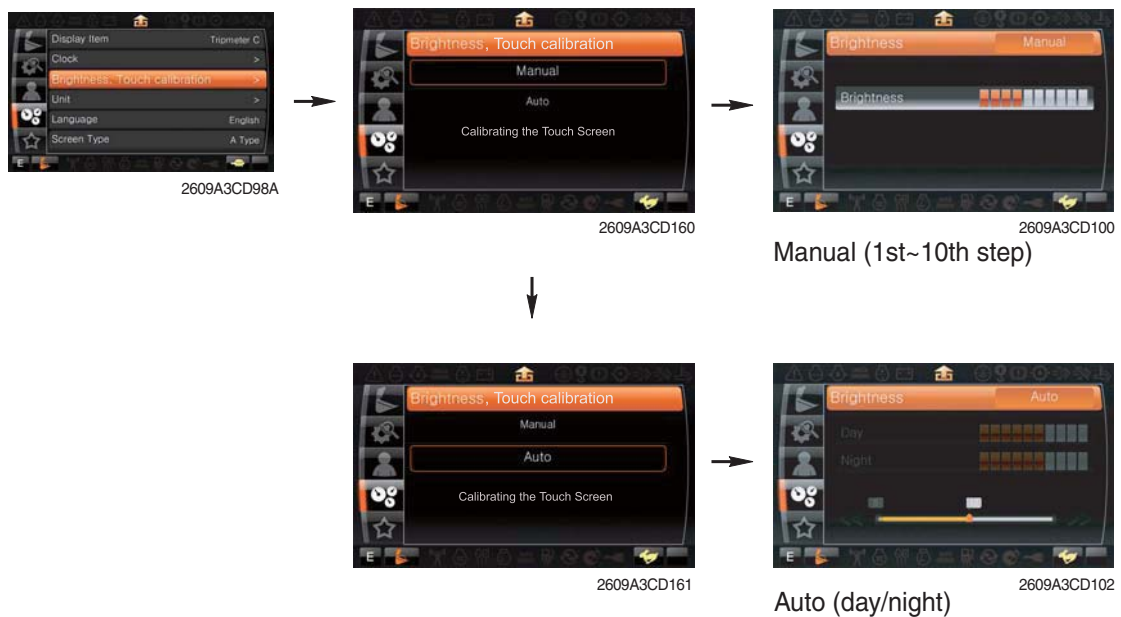 Display Item Tripmeter C
Clock >
Brightness, Touch calibration >
Unit >
Language English
Screen Type A Type
E
2609A3CD98A
Brightness, Touch calibration
Manual
Auto
Calibrating the Touch Screen
E
2609A3CD160
Brightness Manual
Brightness
E
2609A3CD100
Manual (1st~10th step)
Brightness, Touch calibration
Manual
Auto
Calibrating the Touch Screen
E
2609A3CD161
Brightness Auto
Day
Night
E
2609A3CD102
Auto (day/night)